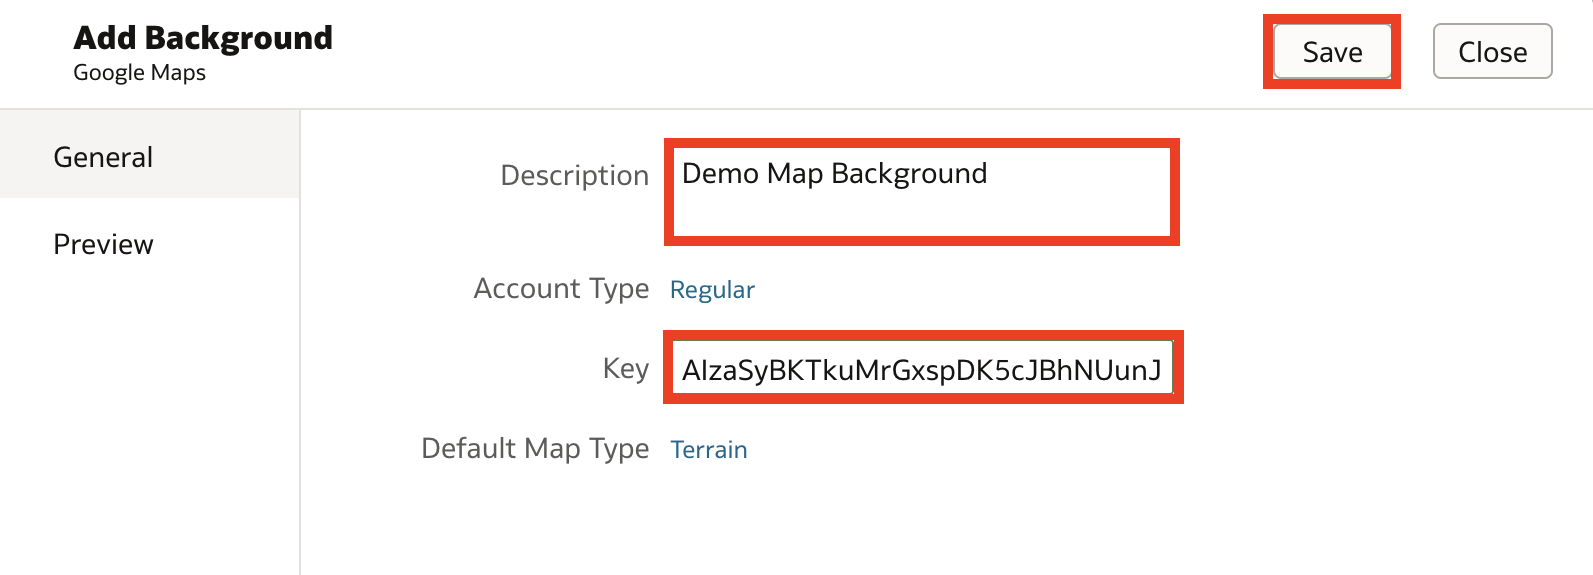 Add Background
Google Maps
Save
Close
General
Preview
Description
Demo Map Background
Account Type
Regular
Key
AIzaSyBKTkuMrGxspDK5cJBhNUunJ
Default Map Type
Terrain